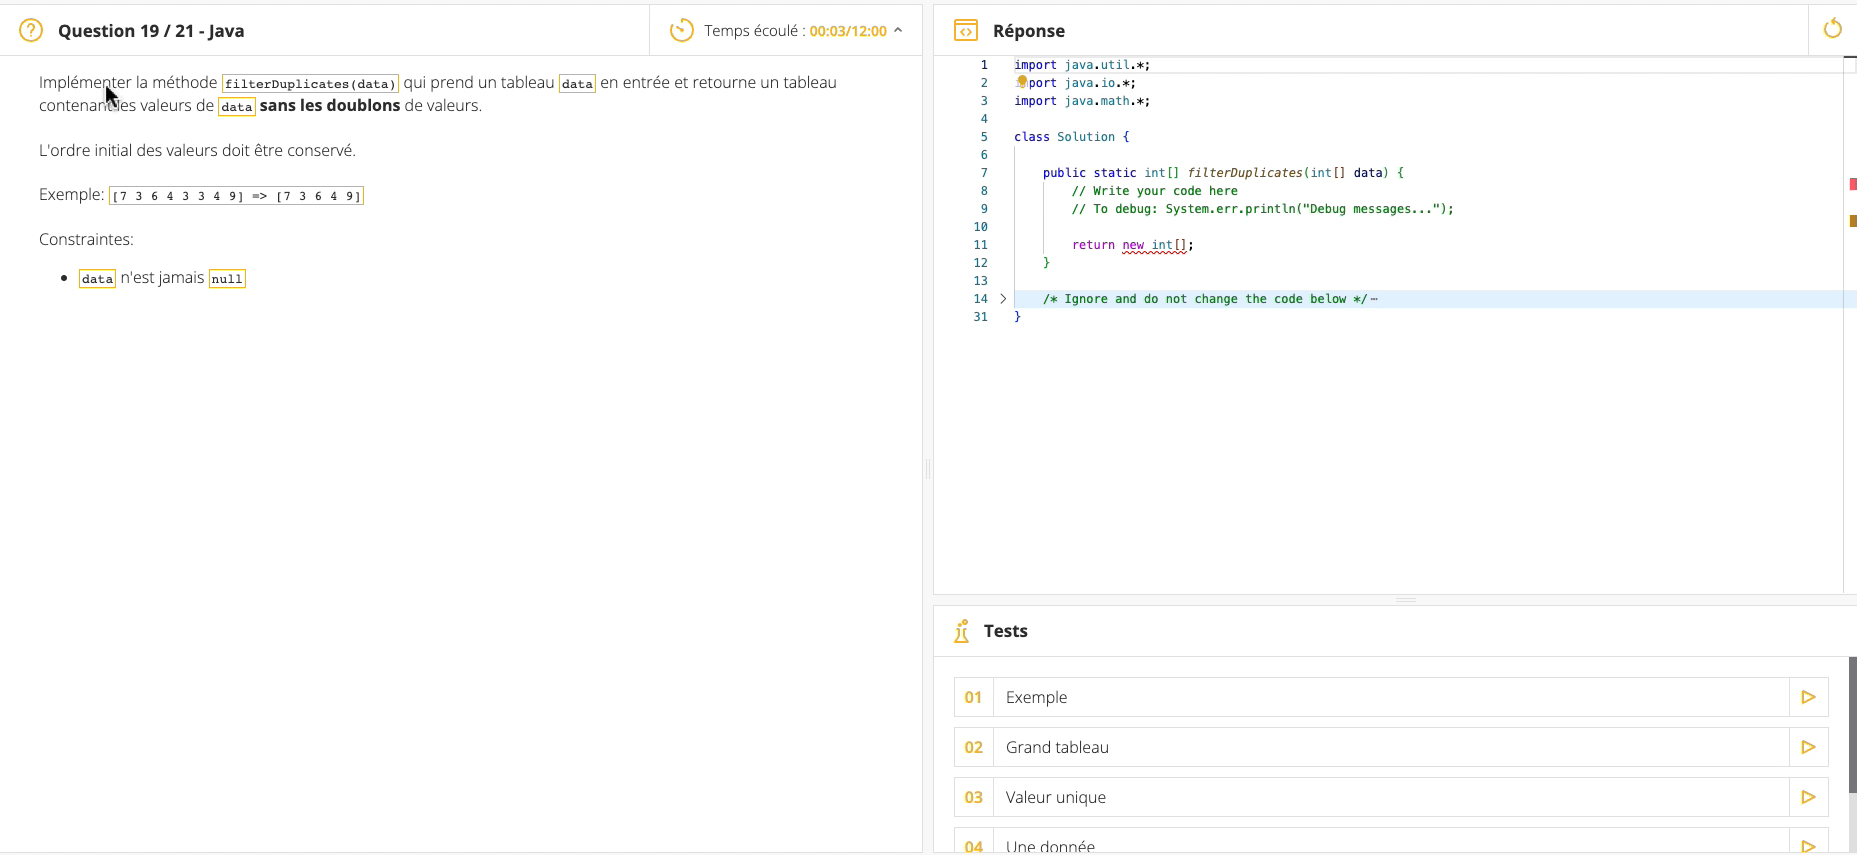 Question 19 / 21 - Java
Temps écoulé : 00:03/12:00
Implémenter la méthode filterDuplicates(data) qui prend un tableau data en entrée et retourne un tableau
contenant les valeurs de data sans les doublons de valeurs.
L'ordre initial des valeurs doit être conservé.
Exemple: [7 3 6 4 3 3 4 9] => [7 3 6 4 9]
Constraintes:
• data n'est jamais null
Réponse
1 import java.util.*;
2 import java.io.*;
3 import java.math.*;
4
5 class Solution {
6
7 public static int[] filterDuplicates(int[] data) {
8 // Write your code here
9 // To debug: System.err.println("Debug messages...");
10
11 return new int[];
12 }
13
14 /* Ignore and do not change the code below */
31 }
Tests
01 Exemple
02 Grand tableau
03 Valeur unique
04 Une donnée